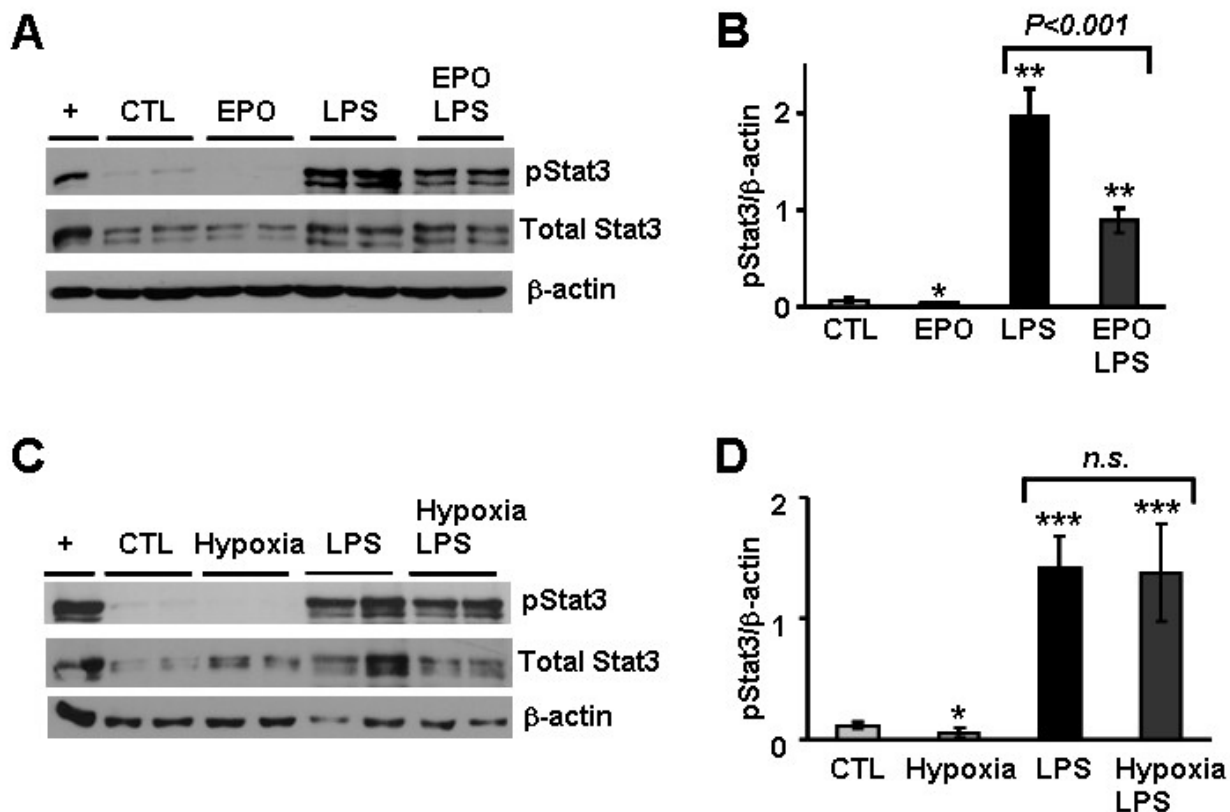 A
+ CTL EPO LPS EPO
LPS
pStat3
Total Stat3
β-actin
B
P<0.001
pStat3/β-actin
2
1
0
**
**
*
CTL EPO LPS EPO
LPS
C
+ CTL Hypoxia LPS Hypoxia
LPS
pStat3
Total Stat3
β-actin
D
n.s.
pStat3/β-actin
2
1
0
***
***
*
CTL Hypoxia LPS Hypoxia
LPS